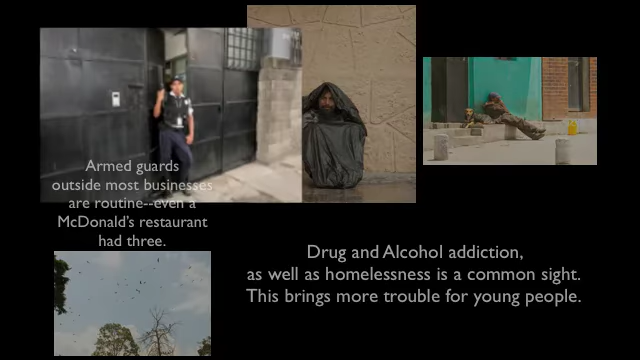 Armed guards
outside most businesses
are routine--even a
McDonald's restaurant
had three.
Drug and Alcohol addiction,
as well as homelessness is a common sight.
This brings more trouble for young people.